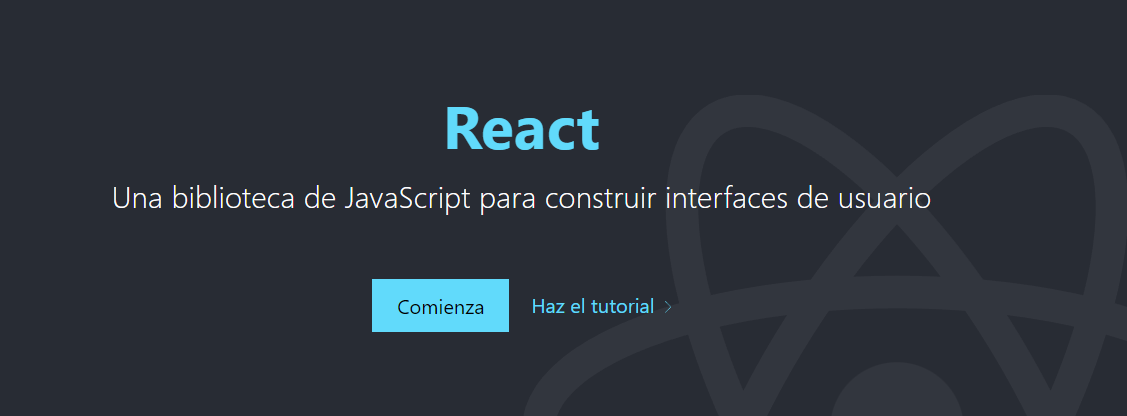 React
Una biblioteca de JavaScript para construir interfaces de usuario
Comienza
Haz el tutorial >